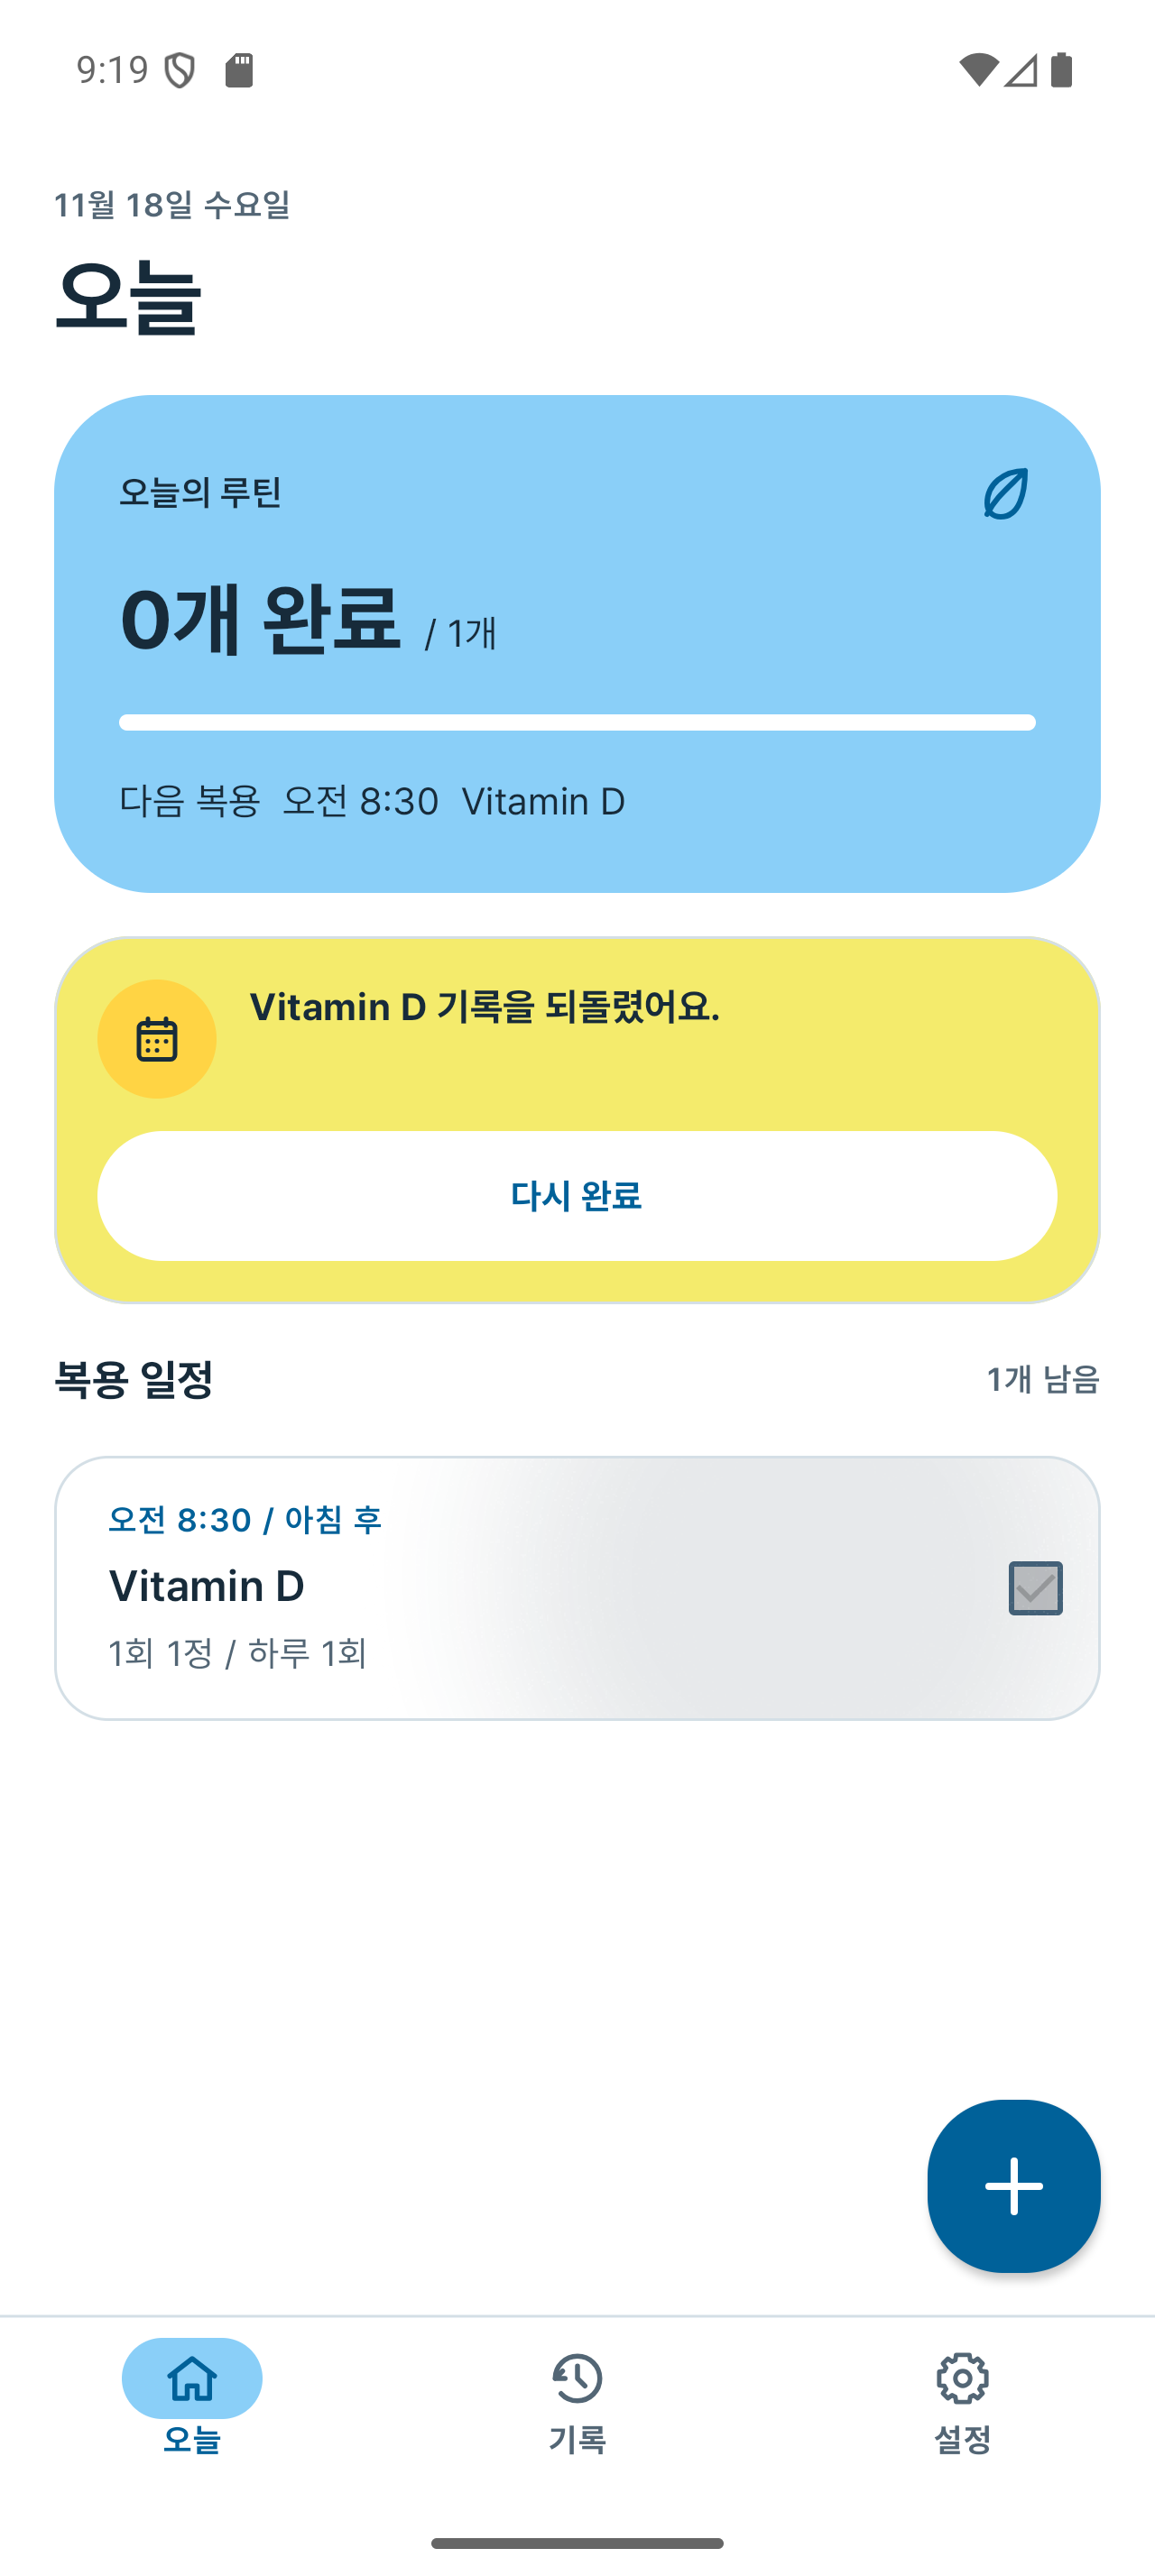 9:19
11월 18일 수요일
오늘
오늘의 루틴
0개 완료 / 1개
다음 복용 오전 8:30 Vitamin D
Vitamin D 기록을 되돌렸어요.
다시 완료
복용 일정
1개 남음
오전 8:30 / 아침 후
Vitamin D
1회 1정 / 하루 1회
오늘
기록
설정